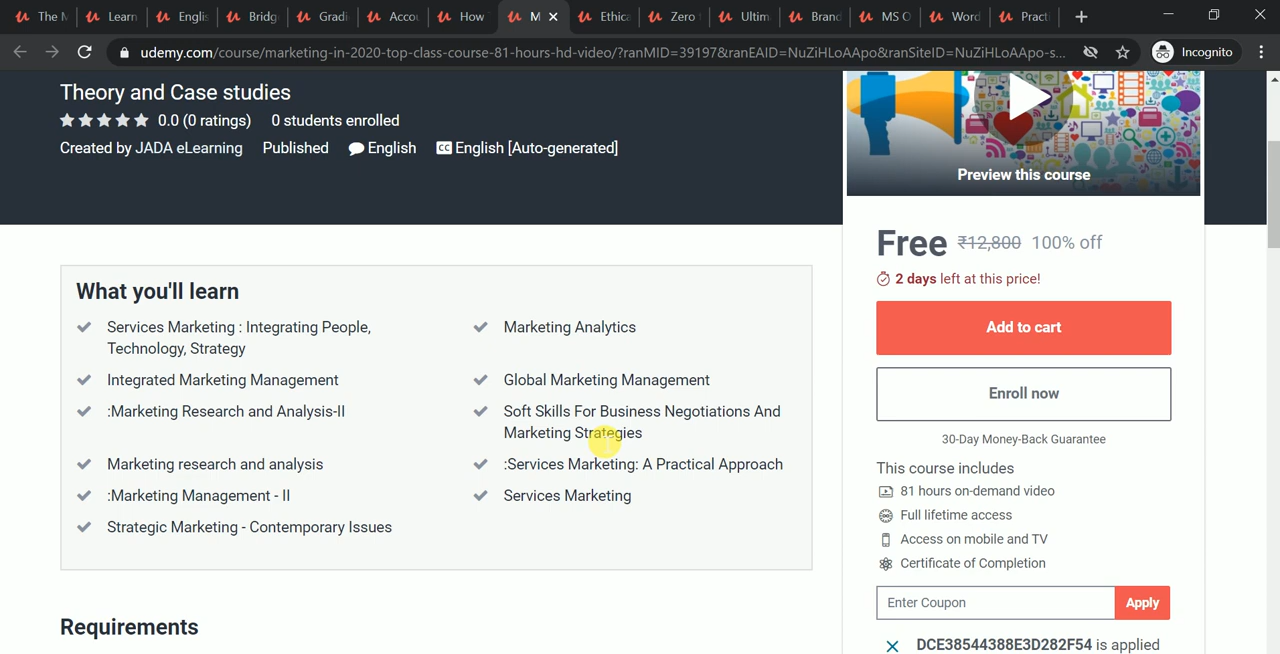 The M
Learn
Englis
Bridg
Gradi
Accou
How
M
Ethica
Zero
Ultim
Brand
MS O
Word
Practi
udemy.com/course/marketing-in-2020-top-class-course-81-hours-hd-video/?ranMID=39197&ranEAID=NuZiHLoAApo&ranSiteID=NuZiHLoAApo-s...
Incognito
Theory and Case studies
0.0 (0 ratings) 0 students enrolled
Created by JADA eLearning Published English CC English [Auto-generated]
Preview this course
Free ₹12,800 100% off
2 days left at this price!
Add to cart
Enroll now
30-Day Money-Back Guarantee
This course includes
81 hours on-demand video
Full lifetime access
Access on mobile and TV
Certificate of Completion
Enter Coupon Apply
DCE38544388E3D282F54 is applied
What you'll learn
Services Marketing : Integrating People,
Technology, Strategy
Marketing Analytics
Integrated Marketing Management
Global Marketing Management
:Marketing Research and Analysis-II
Soft Skills For Business Negotiations And
Marketing Strategies
Marketing research and analysis
:Services Marketing: A Practical Approach
:Marketing Management - II
Services Marketing
Strategic Marketing - Contemporary Issues
Requirements